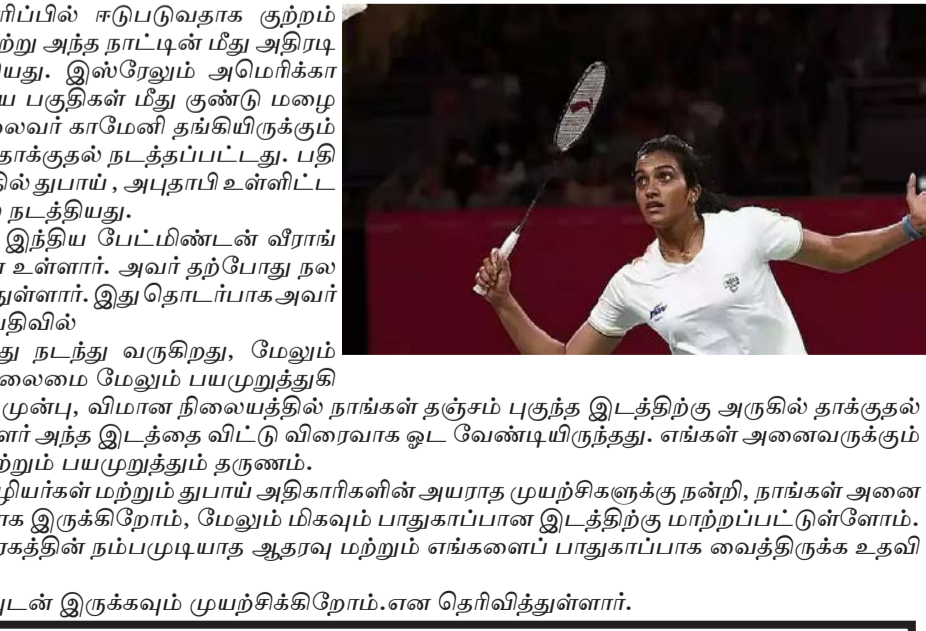 ரிப்பில் ஈடுபடுவதாக குற்றம்
ற்று அந்த நாட்டின் மீது அதிரடி
யது. இஸ்ரேலும் அமெரிக்கா
ய பகுதிகள் மீது குண்டு மழை
லைவர் காமேனி தங்கியிருக்கும்
தாக்குதல் நடத்தப்பட்டது. பதி
தில் துபாய் , அபுதாபி உள்ளிட்ட
நடத்தியது.
இந்திய பேட்மிண்டன் வீராங்
உள்ளார். அவர் தற்போது நல
துள்ளார். இது தொடர்பாக அவர்
பதிவில்
து நடந்து வருகிறது, மேலும்
லைமை மேலும் பயமுறுத்துகி
முன்பு, விமான நிலையத்தில் நாங்கள் தஞ்சம் புகுந்த இடத்திற்கு அருகில் தாக்குதல்
ளர் அந்த இடத்தை விட்டு விரைவாக ஓட வேண்டியிருந்தது. எங்கள் அனைவருக்கும்
ற்றும் பயமுறுத்தும் தருணம்.
ழியர்கள் மற்றும் துபாய் அதிகாரிகளின் அயராத முயற்சிகளுக்கு நன்றி, நாங்கள் அனை
ாக இருக்கிறோம், மேலும் மிகவும் பாதுகாப்பான இடத்திற்கு மாற்றப்பட்டுள்ளோம்.
ரகத்தின் நம்பமுடியாத ஆதரவு மற்றும் எங்களைப் பாதுகாப்பாக வைத்திருக்க உதவி
வுடன் இருக்கவும் முயற்சிக்கிறோம்.என தெரிவித்துள்ளார்.